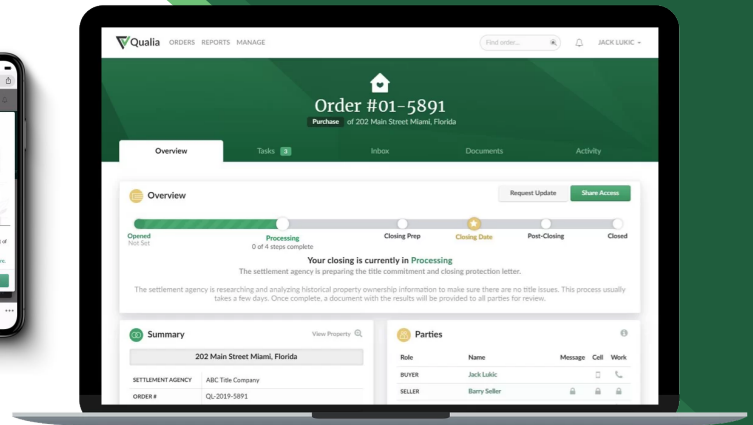 Qualia ORDERS REPORTS MANAGE
Find order...
JACK LUKIC
Order #01-5891
Purchase of 202 Main Street Miami, Florida
Overview
Tasks 3
Inbox
Documents
Activity
Overview
Request Update
Share Access
Opened
Not Set
Processing
0 of 4 steps complete
Closing Prep
Closing Date
Post-Closing
Closed
Your closing is currently in Processing
The settlement agency is preparing the title commitment and closing protection letter.
The settlement agency is researching and analyzing historical property ownership information to make sure there are no title issues. This process usually
takes a few days. Once complete, a document with the results will be provided to all parties for review.
Summary
View Property
202 Main Street Miami, Florida
SETTLEMENT AGENCY ABC Title Company
ORDER # QL-2019-5891
Parties
Role Name Message Cell Work
BUYER Jack Lukic
SELLER Barry Seller
of
re.